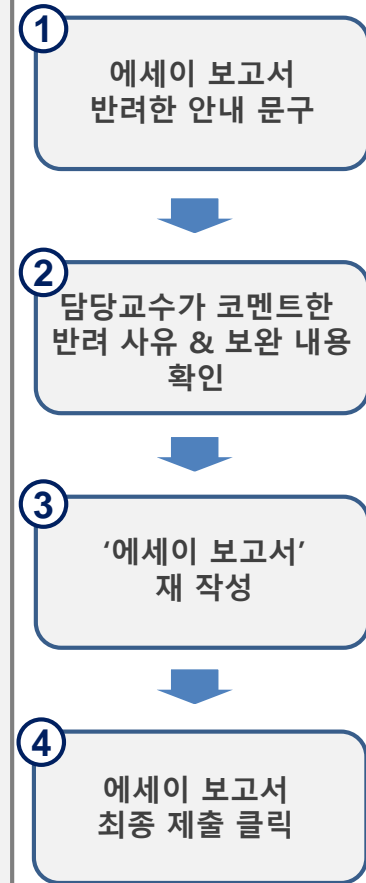 1
에세이 보고서
반려한 안내 문구
2
담당교수가 코멘트한
반려 사유 & 보완 내용
확인
3
‘에세이 보고서’
재 작성
4
에세이 보고서
최종 제출 클릭